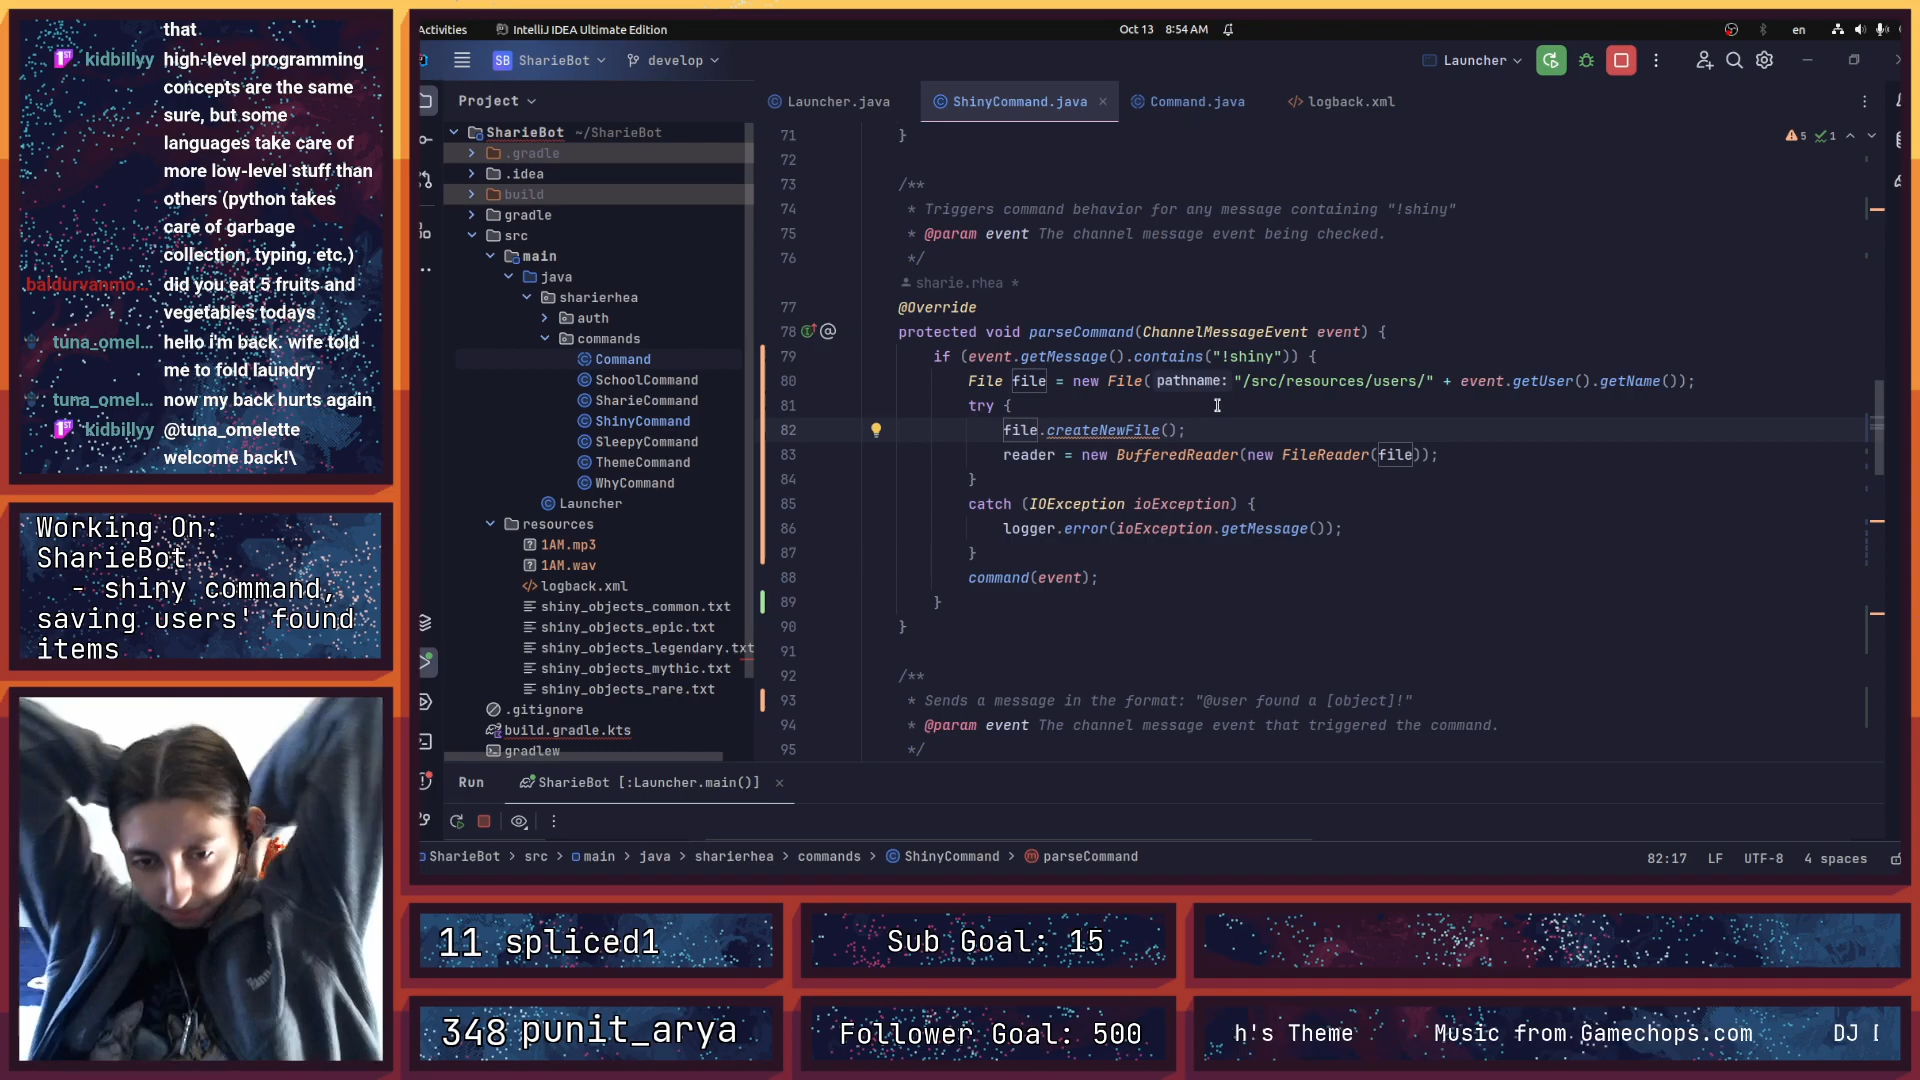 that
kidbillyy high-level programming
concepts are the same
sure, but some
languages take care of
more low-level stuff than
others (python takes
care of garbage
collection, typing, etc.)
baldurvanmo... did you eat 5 fruits and
vegetables todays
tuna_omel... hello i'm back. wife told
me to fold laundry
tuna_omel... now my back hurts again
kidbillyy @tuna_omelette
welcome back!\
Working On:
SharieBot
- shiny command,
saving users' found
items
Activities IntelliJ IDEA Ultimate Edition Oct 13 8:54 AM en
SB SharieBot develop Launcher
Project
Launcher.java ShinyCommand.java Command.java logback.xml
SharieBot ~/SharieBot
.gradle
.idea
build
gradle
src
main
java
sharierhea
auth
commands
Command
SchoolCommand
SharieCommand
ShinyCommand
SleepyCommand
ThemeCommand
WhyCommand
Launcher
resources
1AM.mp3
1AM.wav
logback.xml
shiny_objects_common.txt
shiny_objects_epic.txt
shiny_objects_legendary.txt
shiny_objects_mythic.txt
shiny_objects_rare.txt
.gitignore
build.gradle.kts
gradlew
5 1
71 }
72
73 /**
74 * Triggers command behavior for any message containing "!shiny"
75 * @param event The channel message event being checked.
76 */
sharie.rhea *
77 @Override
78 protected void parseCommand(ChannelMessageEvent event) {
79 if (event.getMessage().contains("!shiny")) {
80 File file = new File( pathname: "/src/resources/users/" + event.getUser().getName());
81 try {
82 file.createNewFile();
83 reader = new BufferedReader(new FileReader(file));
84 }
85 catch (IOException ioException) {
86 logger.error(ioException.getMessage());
87 }
88 command(event);
89 }
90 }
91
92 /**
93 * Sends a message in the format: "@user found a [object]!"
94 * @param event The channel message event that triggered the command.
95 */
Run SharieBot [:Launcher.main()]
SharieBot > src > main > java > sharierhea > commands > ShinyCommand > parseCommand 82:17 LF UTF-8 4 spaces
11 spliced1
Sub Goal: 15
348 punit_arya
Follower Goal: 500
h's Theme Music from Gamechops.com DJ